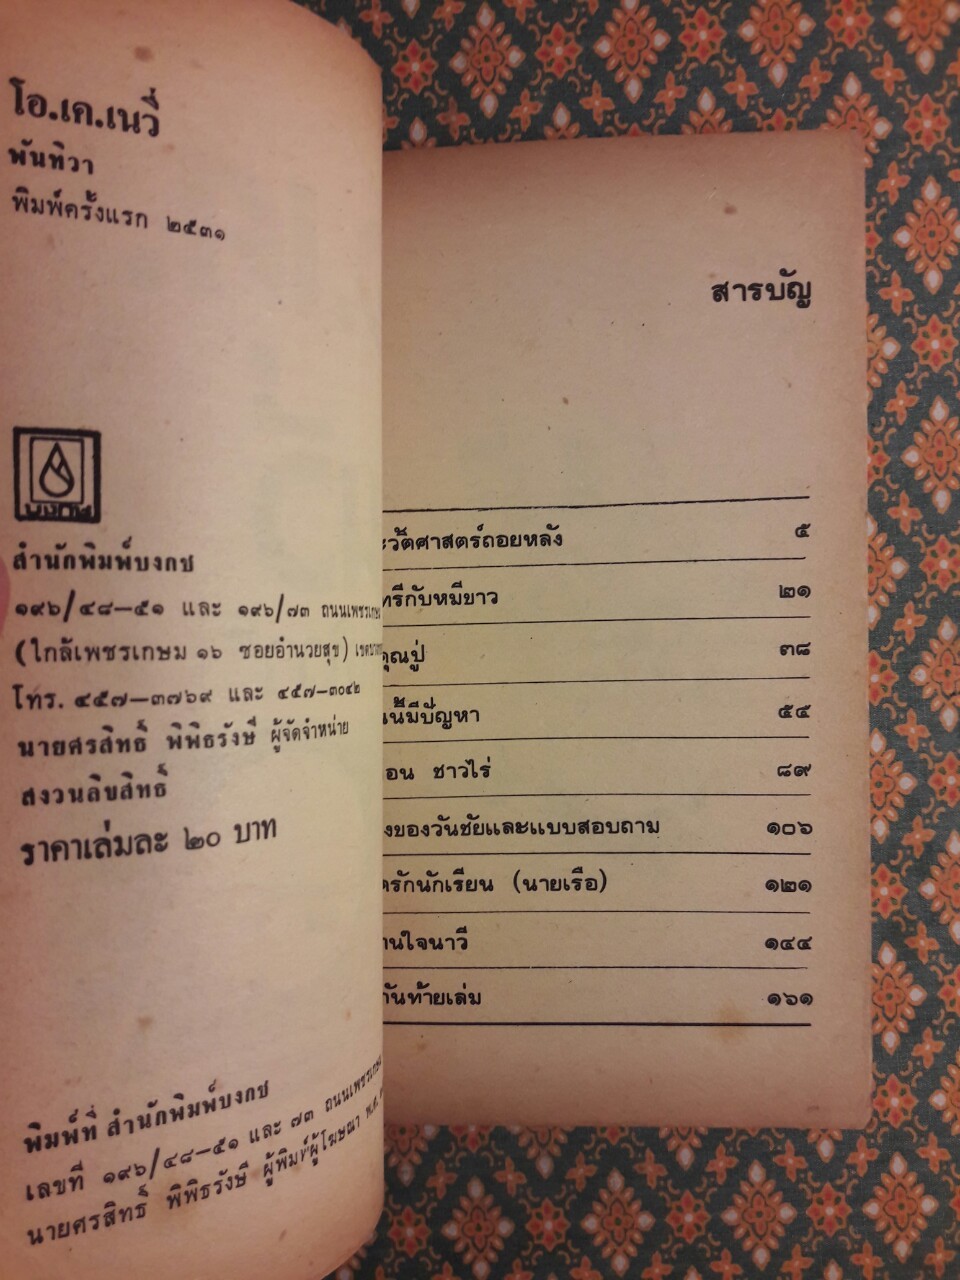 โอ.เค.เนวี่
พันทิวา
พิมพ์ครั้งแรก ๒๕๓๑
บงกช
สำนักพิมพ์บงกช
๑๙๖/๔๘–๕๑ และ ๑๙๖/๗๓ ถนนเพชรเกษม
(ใกล้เพชรเกษม ๑๖ ซอยอำนวยสุข)
โทร. ๔๕๗–๓๗๖๙ และ ๔๕๗–๓๐๔๒
นายศรสิทธิ์ พิพิธรังษี ผู้จัดจำหน่าย
สงวนลิขสิทธิ์
ราคาเล่มละ ๒๐ บาท
พิมพ์ที่ สำนักพิมพ์บงกช
เลขที่ ๑๙๖/๔๘–๕๑ และ ๗๓ ถนนเพชรเกษม
นายศรสิทธิ์ พิพิธรังษี ผู้พิมพ์ผู้โฆษณา พ.ศ.
สารบัญ
ะวัติศาสตร์ถอยหลัง ๕
ทรีกับหมีขาว ๒๑
คุณปู่ ๓๘
นนี้มีปัญหา ๕๔
อน ชาวไร่ ๘๙
งของวันชัยและแบบสอบถาม ๑๐๖
ครักนักเรียน (นายเรือ) ๑๒๑
านใจนาวี ๑๔๔
กันท้ายเล่ม ๑๖๑